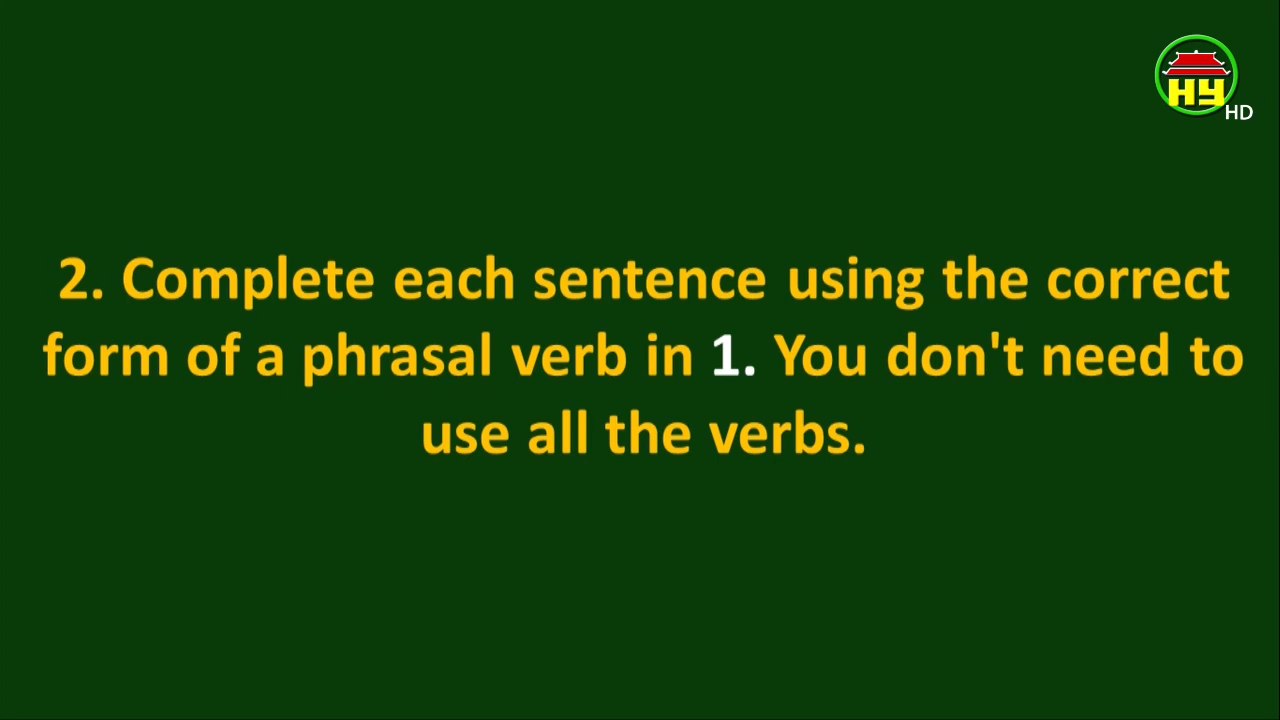 HY
HD
2. Complete each sentence using the correct
form of a phrasal verb in 1. You don't need to
use all the verbs.